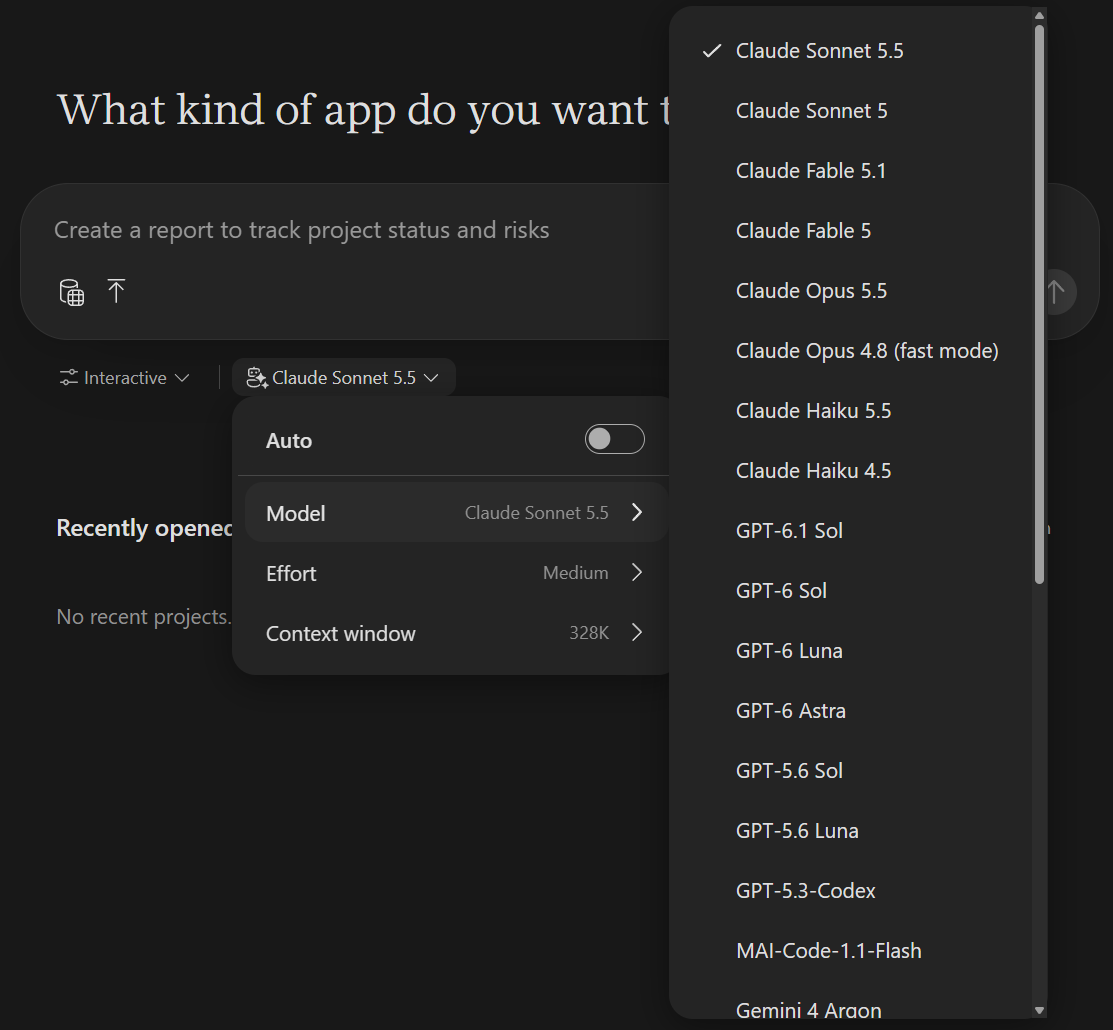 What kind of app do you want
Create a report to track project status and risks
Interactive
Claude Sonnet 5.5
Auto
Model
Claude Sonnet 5.5
Effort
Medium
Context window
328K
Recently opened
No recent projects.
Claude Sonnet 5.5
Claude Sonnet 5
Claude Fable 5.1
Claude Fable 5
Claude Opus 5.5
Claude Opus 4.8 (fast mode)
Claude Haiku 5.5
Claude Haiku 4.5
GPT-6.1 Sol
GPT-6 Sol
GPT-6 Luna
GPT-6 Astra
GPT-5.6 Sol
GPT-5.6 Luna
GPT-5.3-Codex
MAI-Code-1.1-Flash
Gemini 4 Argon